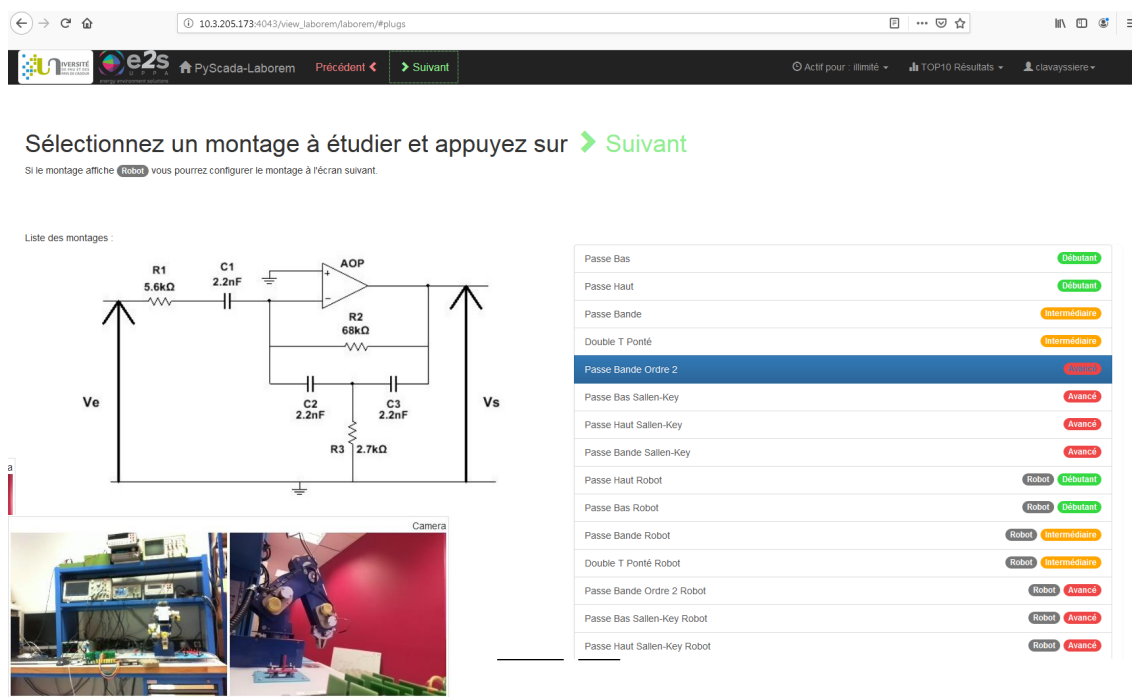 10.3.205.173:4043/view_laborem/laborem/#plugs
UNIVERSITÉ
e2s
UPPA
energy environment solutions
PyScada-Laborem
Précédent
Suivant
Actif pour : illimité
TOP10 Résultats
clavayssiere
Sélectionnez un montage à étudier et appuyez sur Suivant
Si le montage affiche Robot vous pourrez configurer le montage à l'écran suivant.
Liste des montages :
R1
5.6kΩ
C1
2.2nF
AOP
+
−
R2
68kΩ
C2
2.2nF
C3
2.2nF
R3 2.7kΩ
Ve
Vs
a
Camera
Passe Bas Débutant
Passe Haut Débutant
Passe Bande Intermédiaire
Double T Ponté Intermédiaire
Passe Bande Ordre 2 Avancé
Passe Bas Sallen-Key Avancé
Passe Haut Sallen-Key Avancé
Passe Bande Sallen-Key Avancé
Passe Haut Robot Robot Débutant
Passe Bas Robot Robot Débutant
Passe Bande Robot Robot Intermédiaire
Double T Ponté Robot Robot Intermédiaire
Passe Bande Ordre 2 Robot Robot Avancé
Passe Bas Sallen-Key Robot Robot Avancé
Passe Haut Sallen-Key Robot Robot Avancé